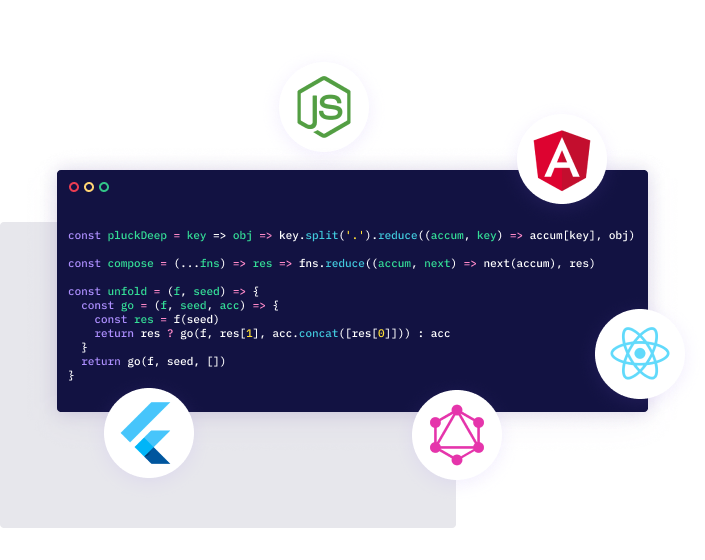 JS
A
const pluckDeep = key => obj => key.split('.').reduce((accum, key) => accum[key], obj)
const compose = (...fns) => res => fns.reduce((accum, next) => next(accum), res)
const unfold = (f, seed) => {
  const go = (f, seed, acc) => {
    const res = f(seed)
    return res ? go(f, res[1], acc.concat([res[0]])) : acc
  }
  return go(f, seed, [])
}